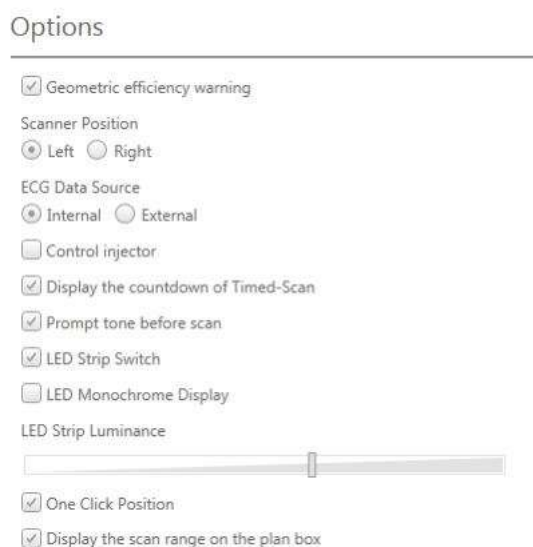 Options
Geometric efficiency warning
Scanner Position
Left Right
ECG Data Source
Internal External
Control injector
Display the countdown of Timed-Scan
Prompt tone before scan
LED Strip Switch
LED Monochrome Display
LED Strip Luminance
One Click Position
Display the scan range on the plan box